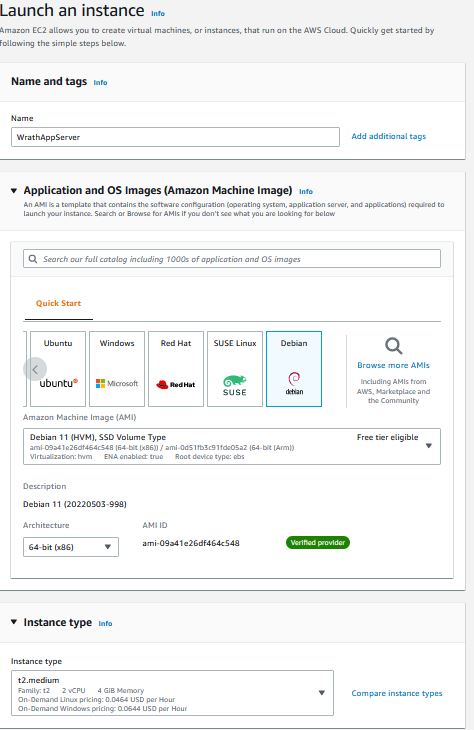 Launch an instance Info
Amazon EC2 allows you to create virtual machines, or instances, that run on the AWS Cloud. Quickly get started by
following the simple steps below.
Name and tags Info
Name
WrathAppServer
Add additional tags
Application and OS Images (Amazon Machine Image) Info
An AMI is a template that contains the software configuration (operating system, application server, and applications) required to
launch your instance. Search or Browse for AMIs if you don't see what you are looking for below
Search our full catalog including 1000s of application and OS images
Quick Start
Ubuntu Windows Red Hat SUSE Linux Debian
ubuntu Microsoft Red Hat SUSE debian
Browse more AMIs
Including AMIs from
AWS, Marketplace and
the Community
Amazon Machine Image (AMI)
Debian 11 (HVM), SSD Volume Type Free tier eligible
ami-09a41e26df464c548 (64-bit (x86)) / ami-0d51fb3c91fde05a2 (64-bit (Arm))
Virtualization: hvm ENA enabled: true Root device type: ebs
Description
Debian 11 (20220503-998)
Architecture AMI ID
64-bit (x86) ami-09a41e26df464c548 Verified provider
Instance type Info
Instance type
t2.medium
Family: t2 2 vCPU 4 GiB Memory
On-Demand Linux pricing: 0.0464 USD per Hour
On-Demand Windows pricing: 0.0644 USD per Hour
Compare instance types